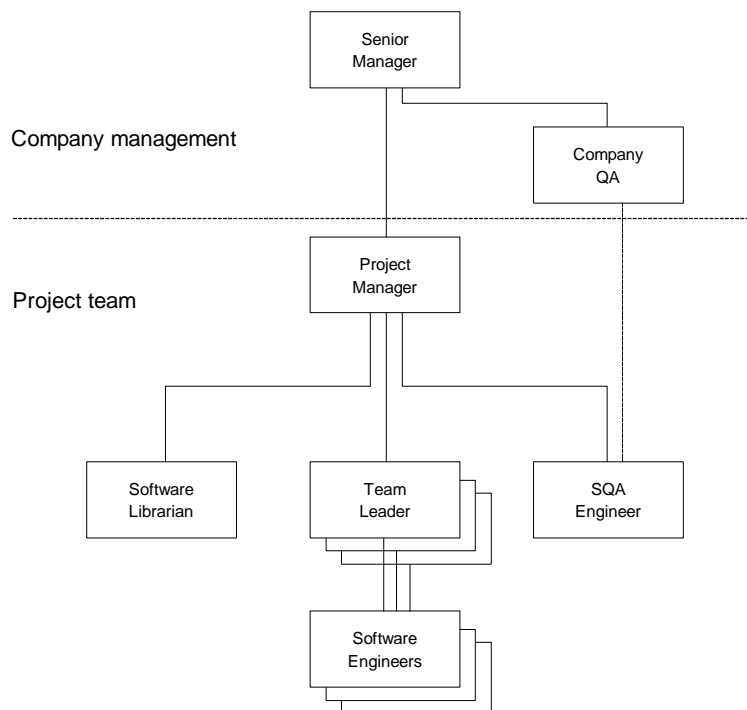 Senior
Manager
Company management
Company
QA
Project
Manager
Project team
Software
Librarian
Team
Leader
SQA
Engineer
Software
Engineers